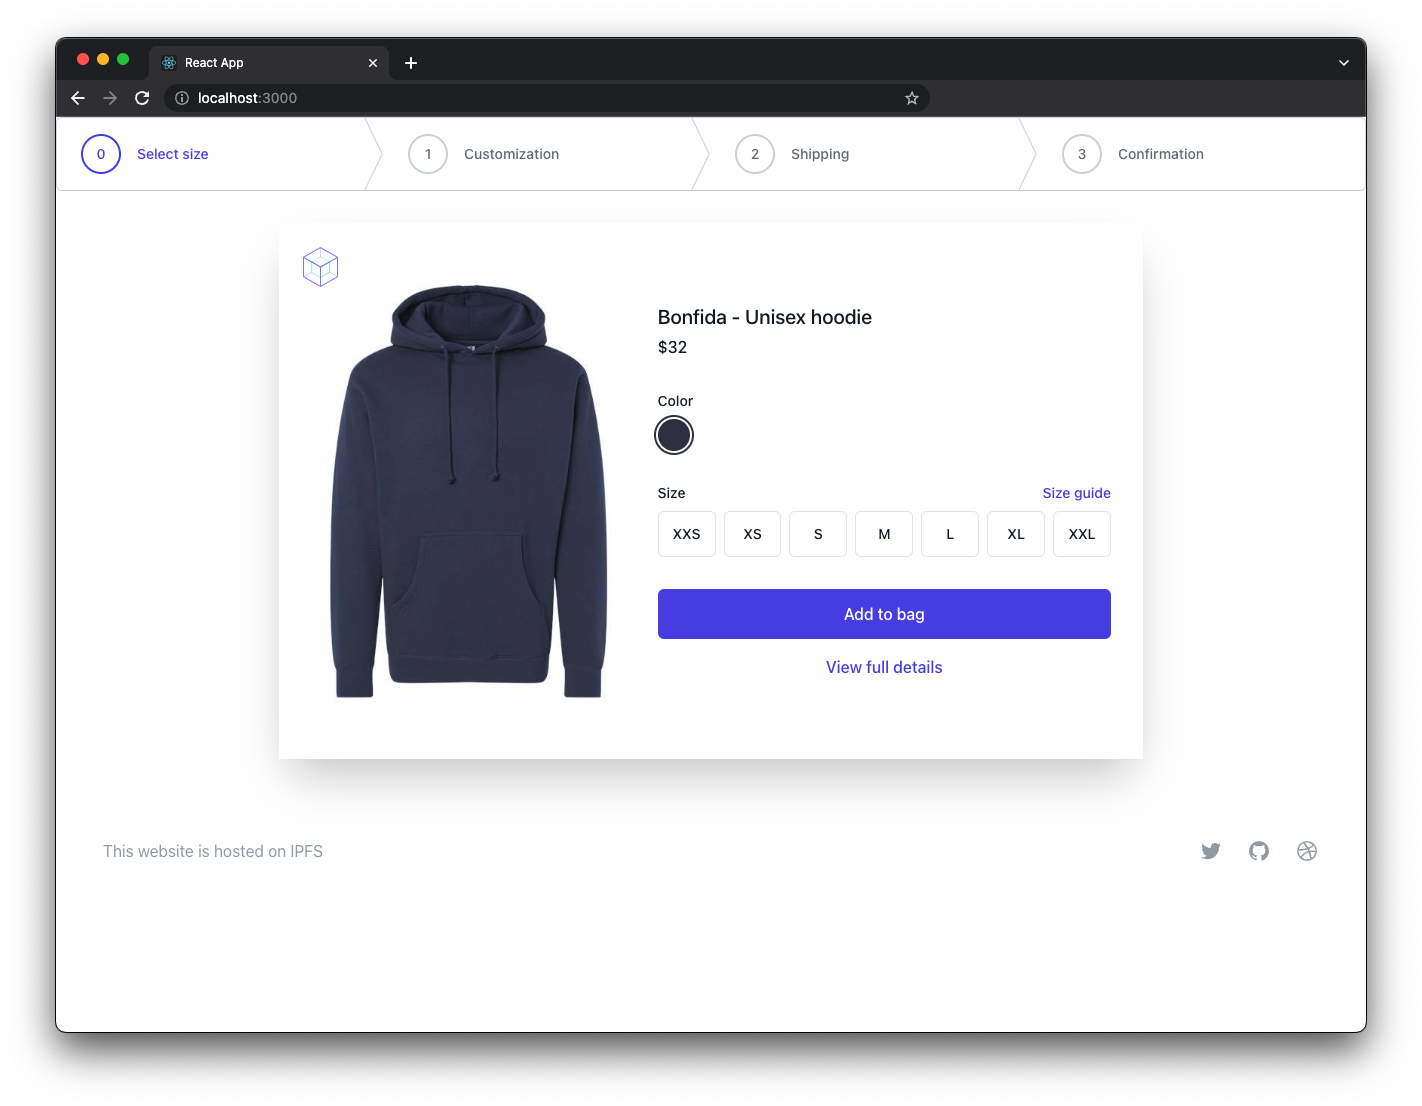 React App
localhost:3000
0 Select size 1 Customization 2 Shipping 3 Confirmation
Bonfida - Unisex hoodie
$32
Color
Size Size guide
XXS XS S M L XL XXL
Add to bag
View full details
This website is hosted on IPFS